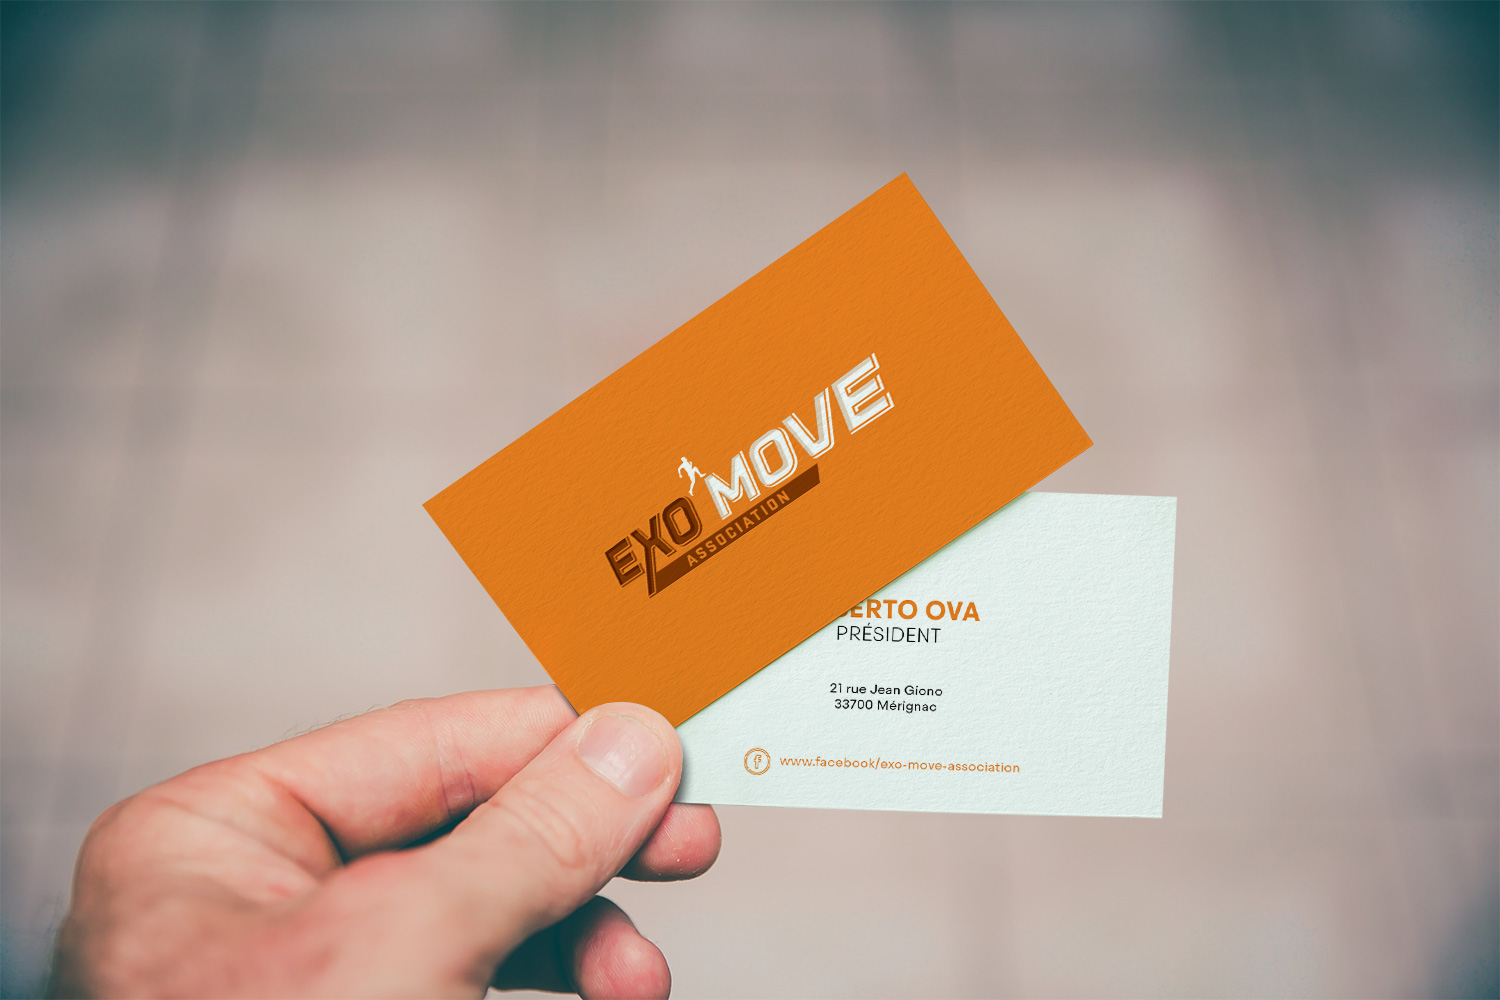 EXO MOVE
ASSOCIATION
ERTO OVA
PRÉSIDENT
21 rue Jean Giono
33700 Mérignac
www.facebook/exo-move-association